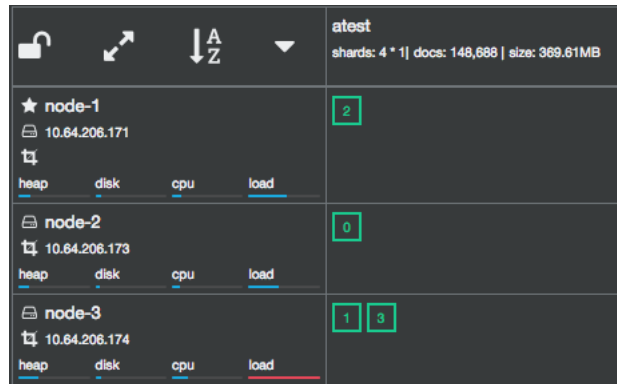 A
Z
atest
shards: 4 * 1| docs: 148,688 | size: 369.61MB
node-1
10.64.206.171
heap disk cpu load
2
node-2
10.64.206.173
heap disk cpu load
0
node-3
10.64.206.174
heap disk cpu load
1 3